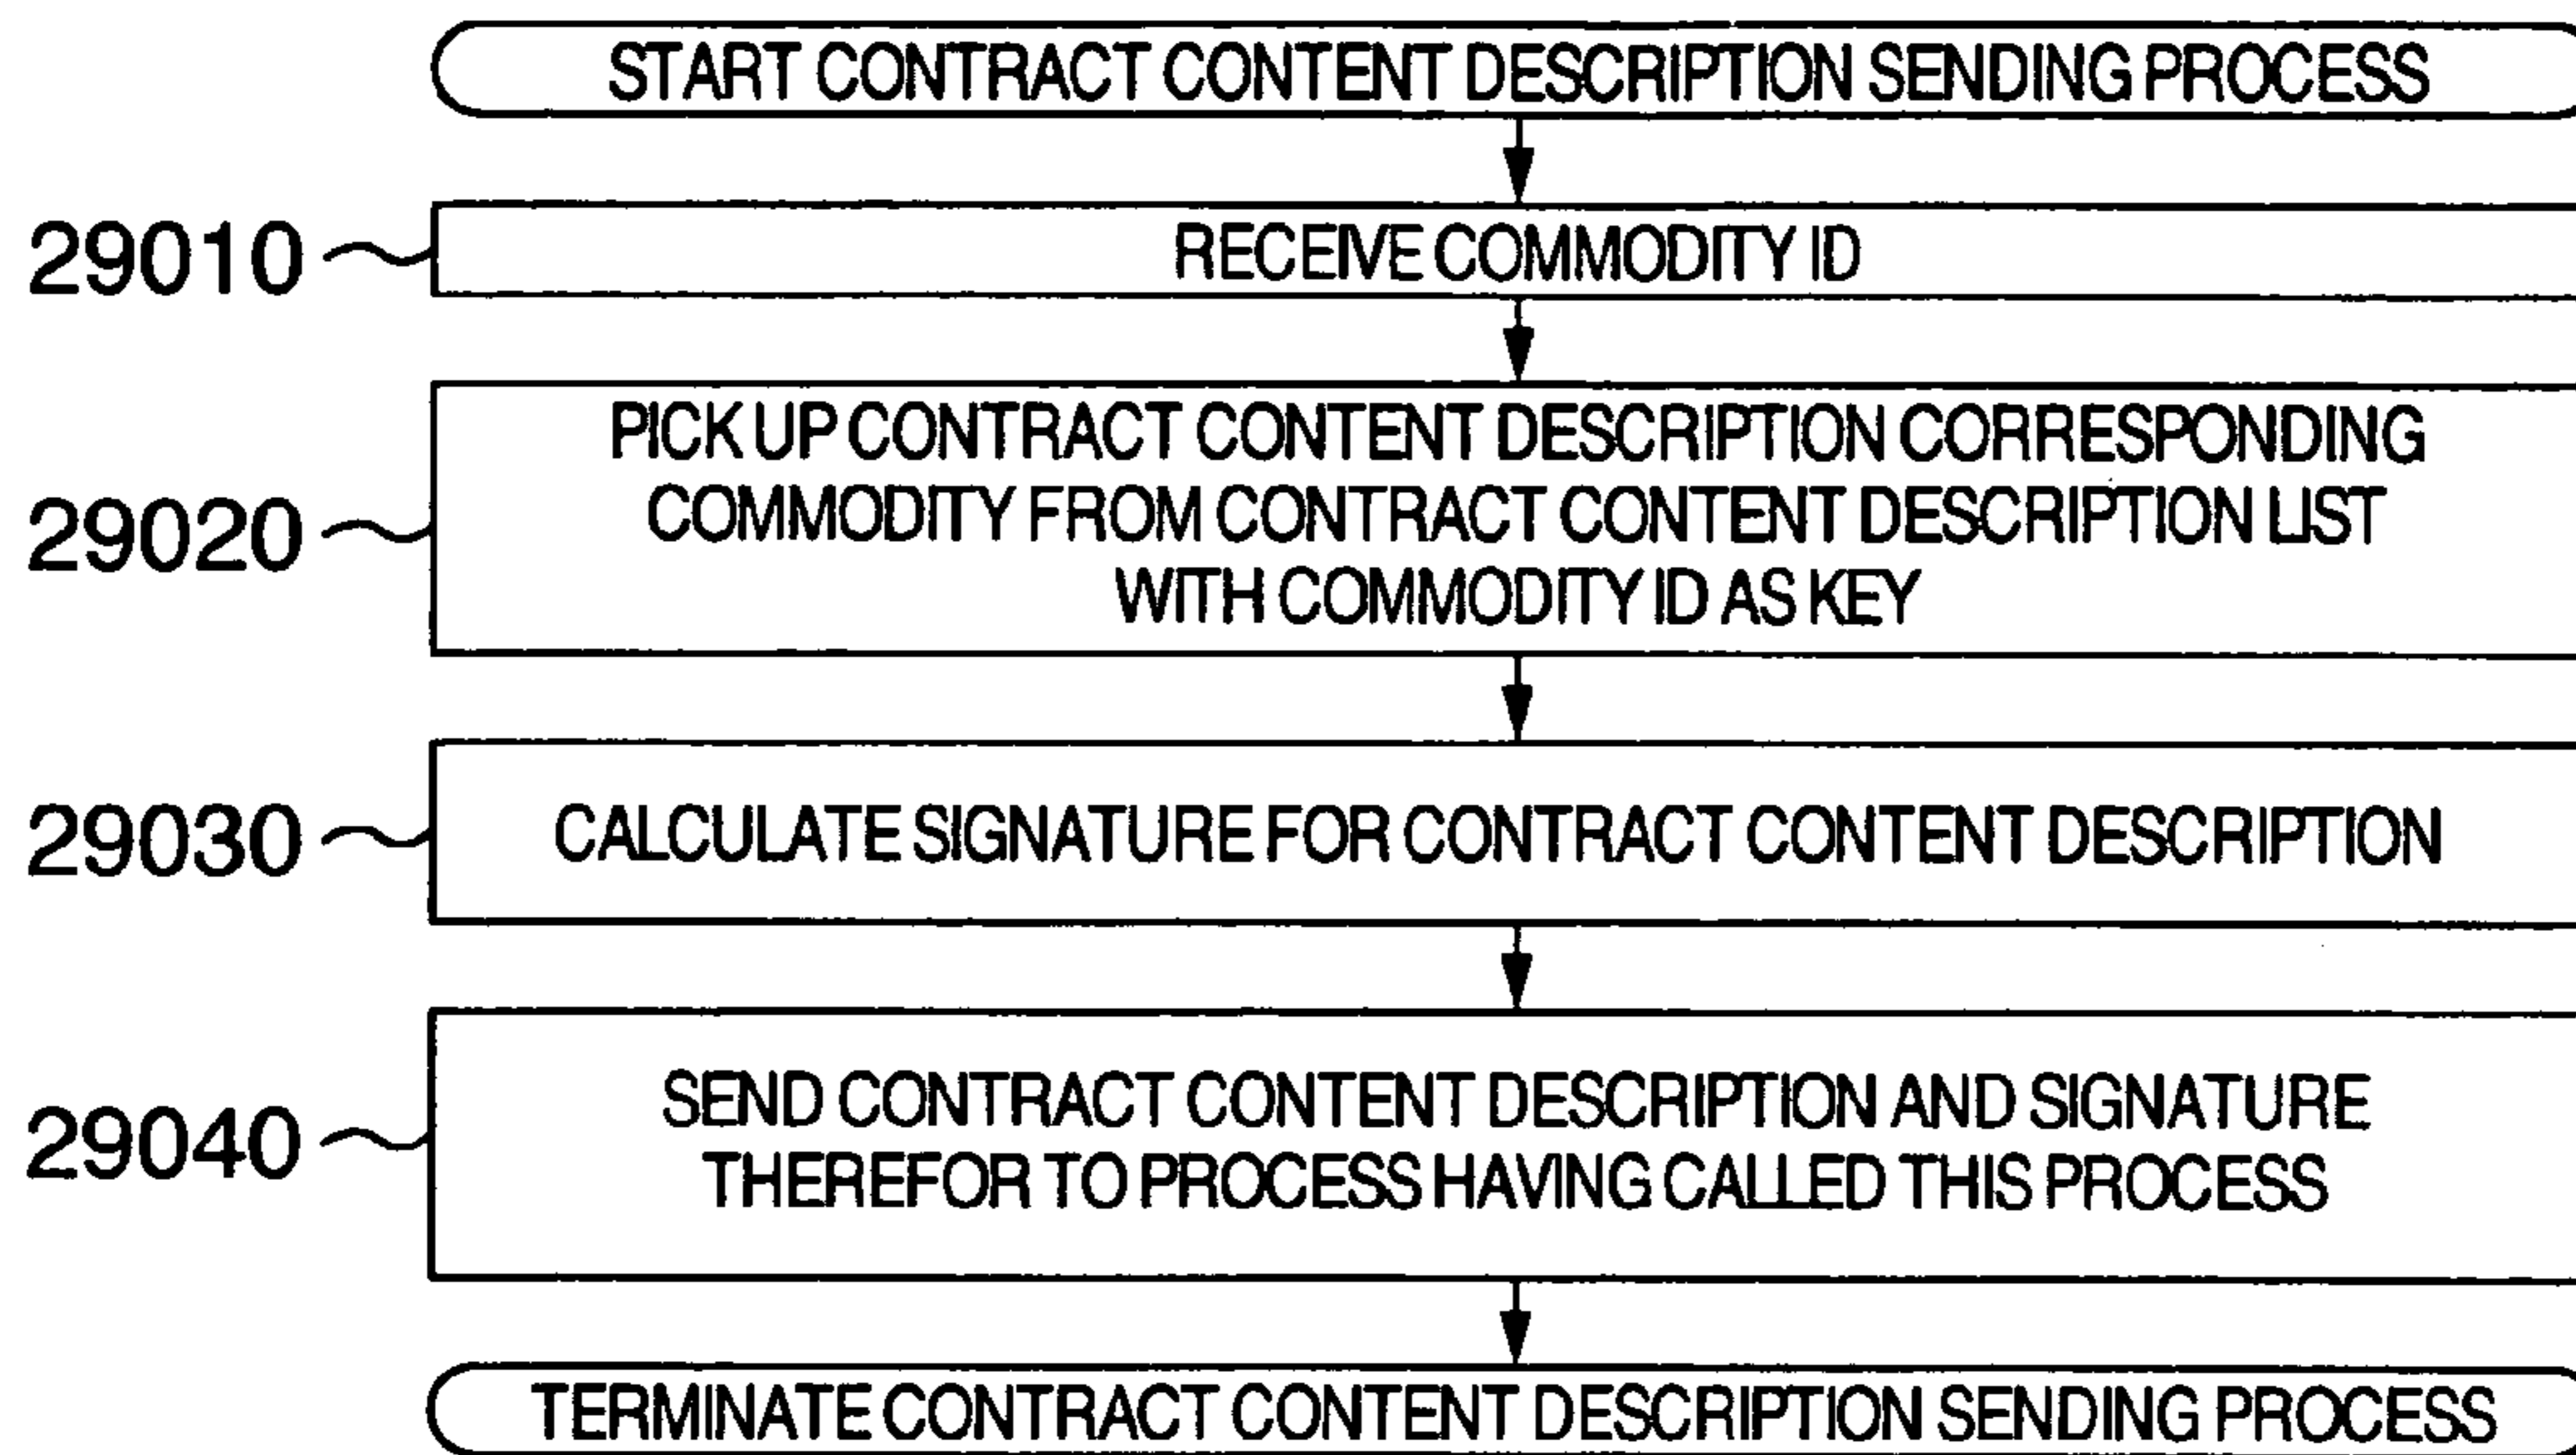 START CONTRACT CONTENT DESCRIPTION SENDING PROCESS
29010
RECEIVE COMMODITY ID
29020
PICK UP CONTRACT CONTENT DESCRIPTION CORRESPONDING
COMMODITY FROM CONTRACT CONTENT DESCRIPTION LIST
WITH COMMODITY ID AS KEY
29030
CALCULATE SIGNATURE FOR CONTRACT CONTENT DESCRIPTION
29040
SEND CONTRACT CONTENT DESCRIPTION AND SIGNATURE
THEREFOR TO PROCESS HAVING CALLED THIS PROCESS
TERMINATE CONTRACT CONTENT DESCRIPTION SENDING PROCESS